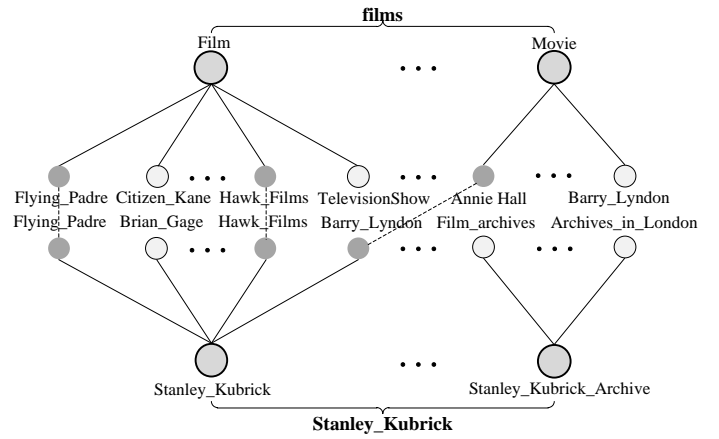 films
Film Movie
Flying_Padre Citizen_Kane Hawk_Films TelevisionShow Annie Hall Barry_Lyndon
Flying_Padre Brian_Gage Hawk_Films Barry_Lyndon Film_archives Archives_in_London
Stanley_Kubrick Stanley_Kubrick_Archive
Stanley_Kubrick